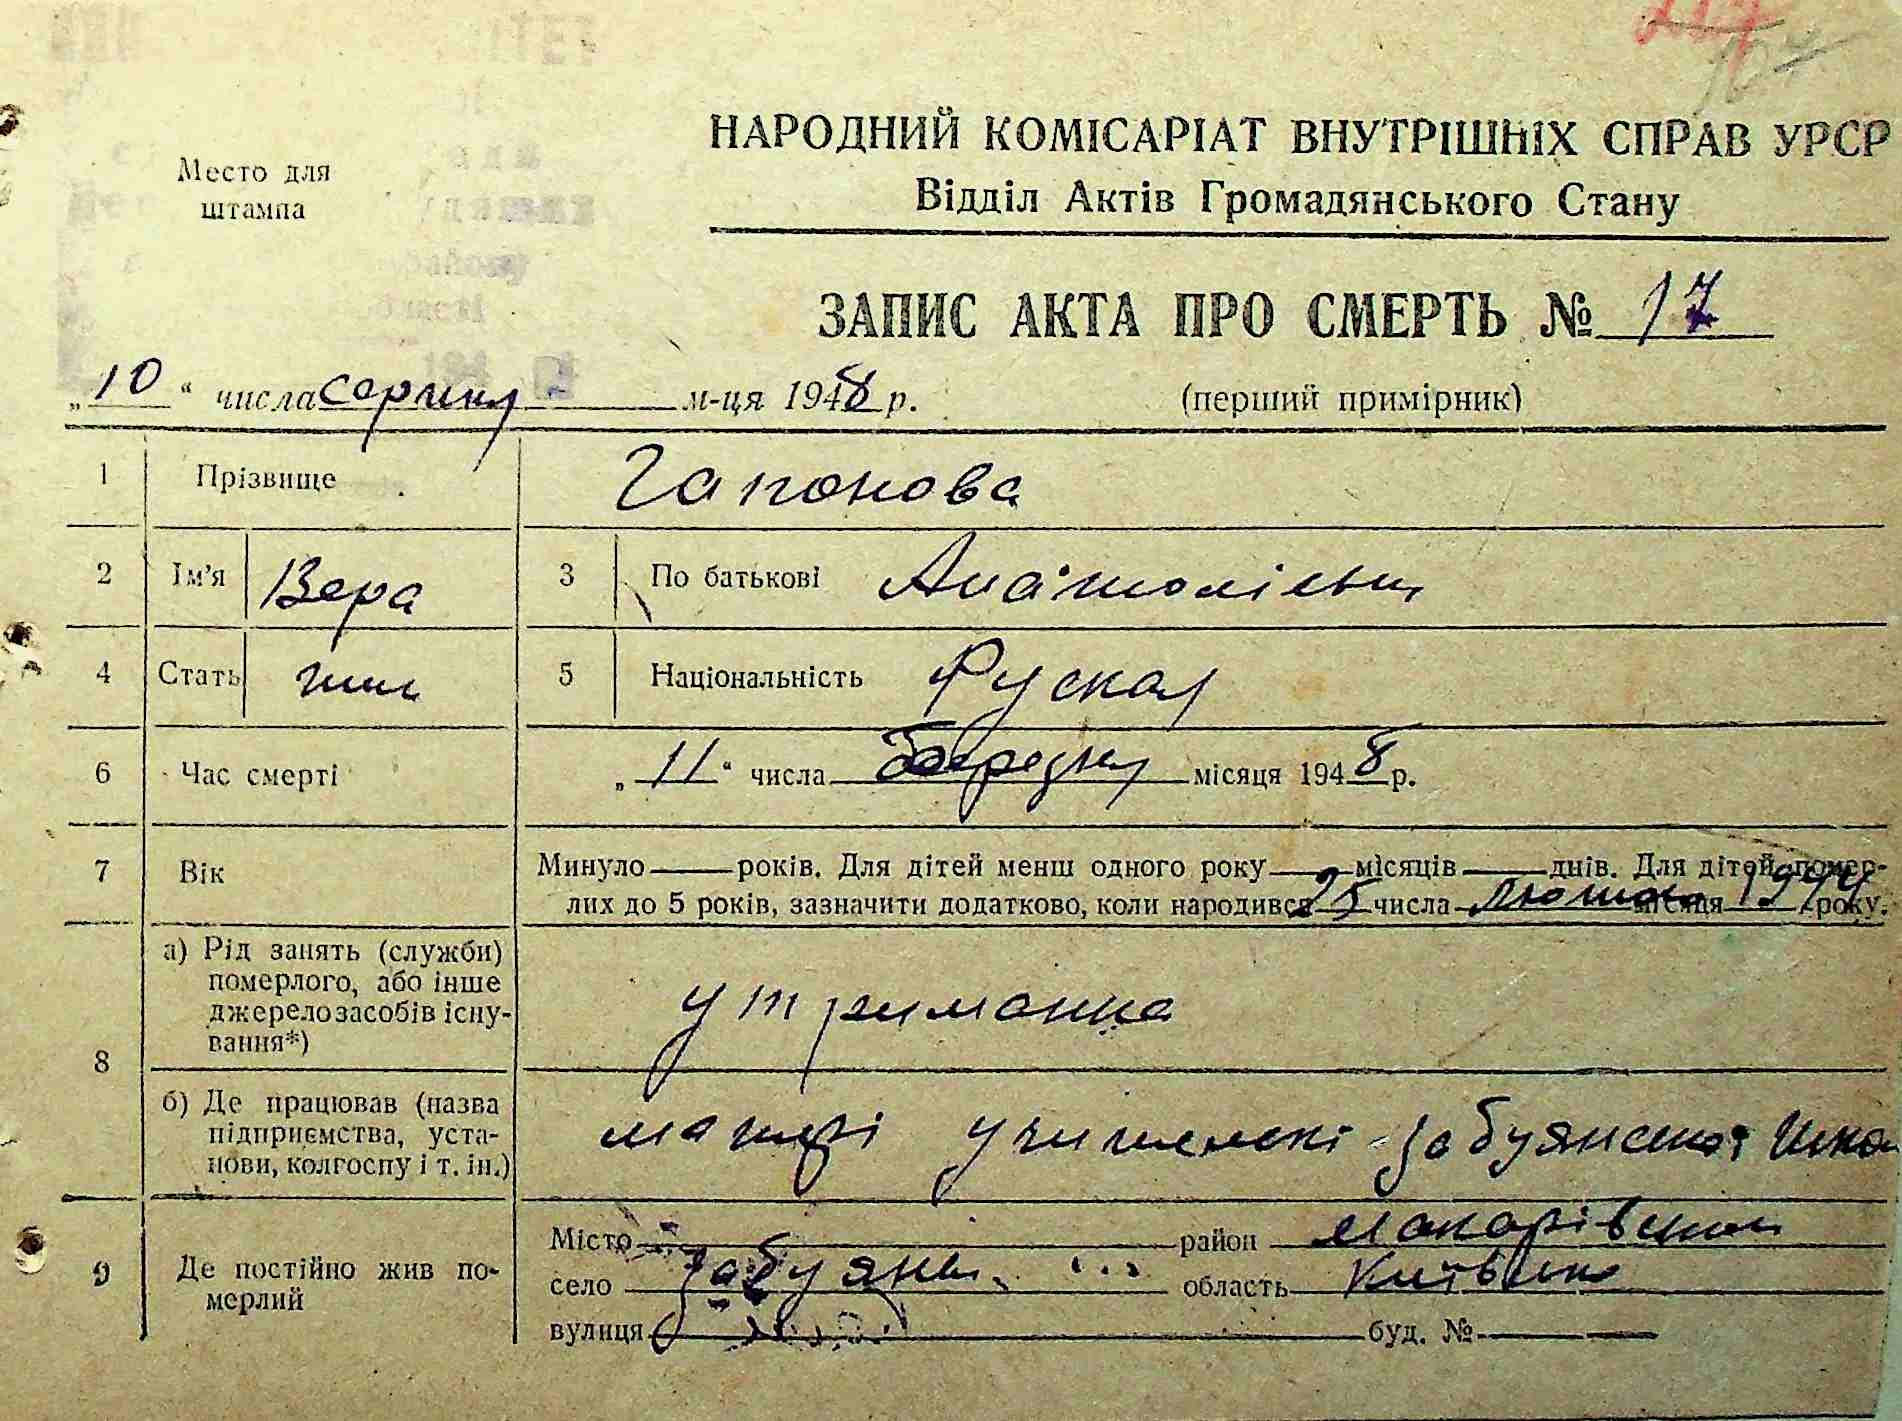 Место для
штампа
НАРОДНИЙ КОМІСАРІАТ ВНУТРІШНІХ СПРАВ УРСР
Відділ Актів Громадянського Стану
ЗАПИС АКТА ПРО СМЕРТЬ № 17
„10“ числа серпня м-ця 1948 р. (перший примірник)
1 Прізвище Гапонова
2 Ім'я Вера 3 По батькові Анатоліевна
4 Стать жін 5 Національність Руская
6 Час смерті „11“ числа березня місяця 1948 р.
7 Вік Минуло — років. Для дітей менш одного року — місяців — днів. Для дітей помер-
лих до 5 років, зазначити додатково, коли народився 25 числа лютого місяця 1944 року.
8 а) Рід занять (служби)
померлого, або інше
джерело засобів існу-
вання*) утриманка
б) Де працював (назва
підприємства, уста-
нови, колгоспу і т. ін.) матері учительки забуянської шко
9 Де постійно жив по-
мерлий
Місто район Макарівський
село Забуяння область Київська
вулиця буд. №